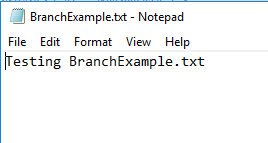 BranchExample.txt - Notepad
File Edit Format View Help
Testing BranchExample.txt